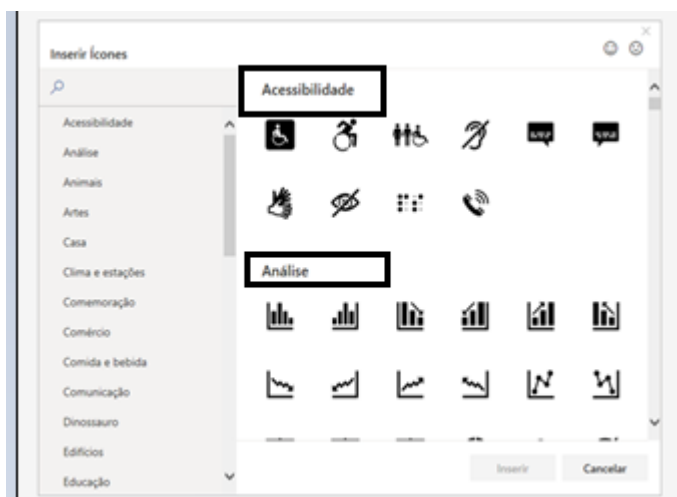 Inserir Ícones
Acessibilidade
Análise
Animais
Artes
Casa
Clima e estações
Comemoração
Comércio
Comida e bebida
Comunicação
Dinossauro
Edifícios
Educação
Acessibilidade
Análise
Inserir
Cancelar